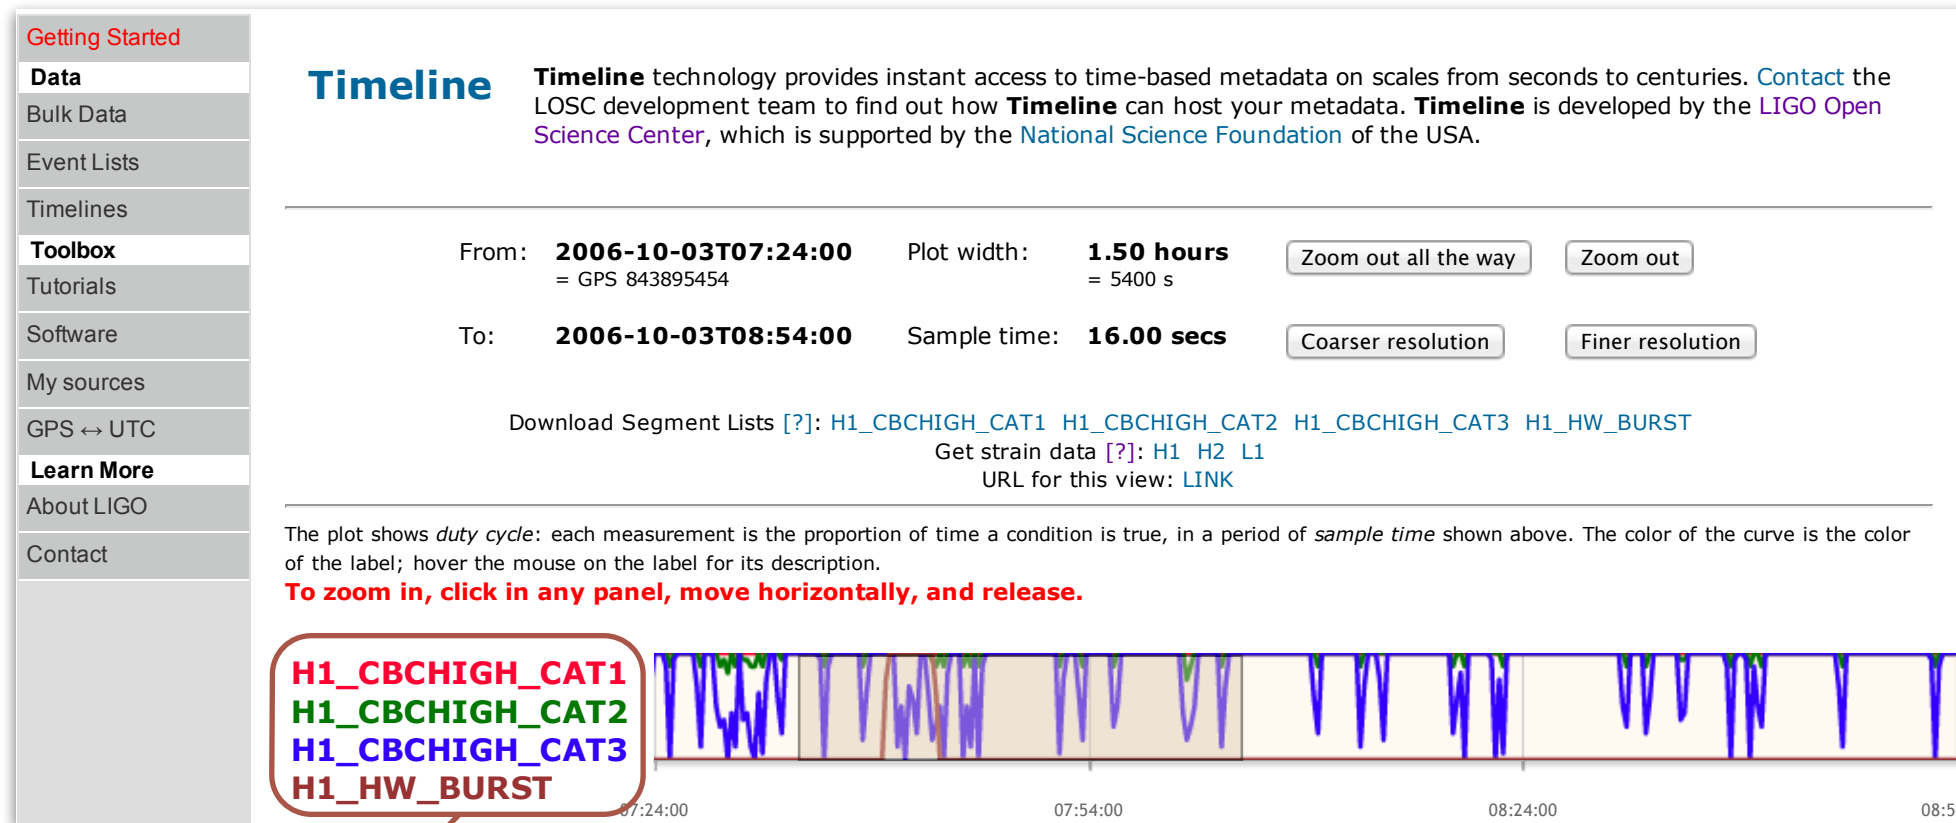 Getting Started
Data
Bulk Data
Event Lists
Timelines
Toolbox
Tutorials
Software
My sources
GPS ↔ UTC
Learn More
About LIGO
Contact
Timeline
Timeline technology provides instant access to time-based metadata on scales from seconds to centuries. Contact the
LOSC development team to find out how Timeline can host your metadata. Timeline is developed by the LIGO Open
Science Center, which is supported by the National Science Foundation of the USA.
From: 2006-10-03T07:24:00 Plot width: 1.50 hours Zoom out all the way Zoom out
= GPS 843895454 = 5400 s
To: 2006-10-03T08:54:00 Sample time: 16.00 secs Coarser resolution Finer resolution
Download Segment Lists [?]: H1_CBCHIGH_CAT1 H1_CBCHIGH_CAT2 H1_CBCHIGH_CAT3 H1_HW_BURST
Get strain data [?]: H1 H2 L1
URL for this view: LINK
The plot shows duty cycle: each measurement is the proportion of time a condition is true, in a period of sample time shown above. The color of the curve is the color
of the label; hover the mouse on the label for its description.
To zoom in, click in any panel, move horizontally, and release.
H1_CBCHIGH_CAT1
H1_CBCHIGH_CAT2
H1_CBCHIGH_CAT3
H1_HW_BURST
07:24:00 07:54:00 08:24:00 08:5